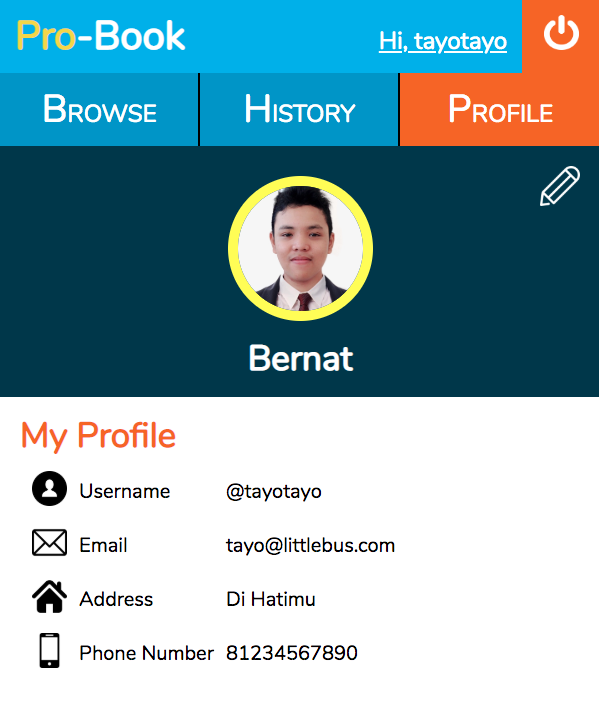 Pro-Book
Hi, tayotayo
Browse
History
Profile
Bernat
My Profile
Username @tayotayo
Email tayo@littlebus.com
Address Di Hatimu
Phone Number 81234567890